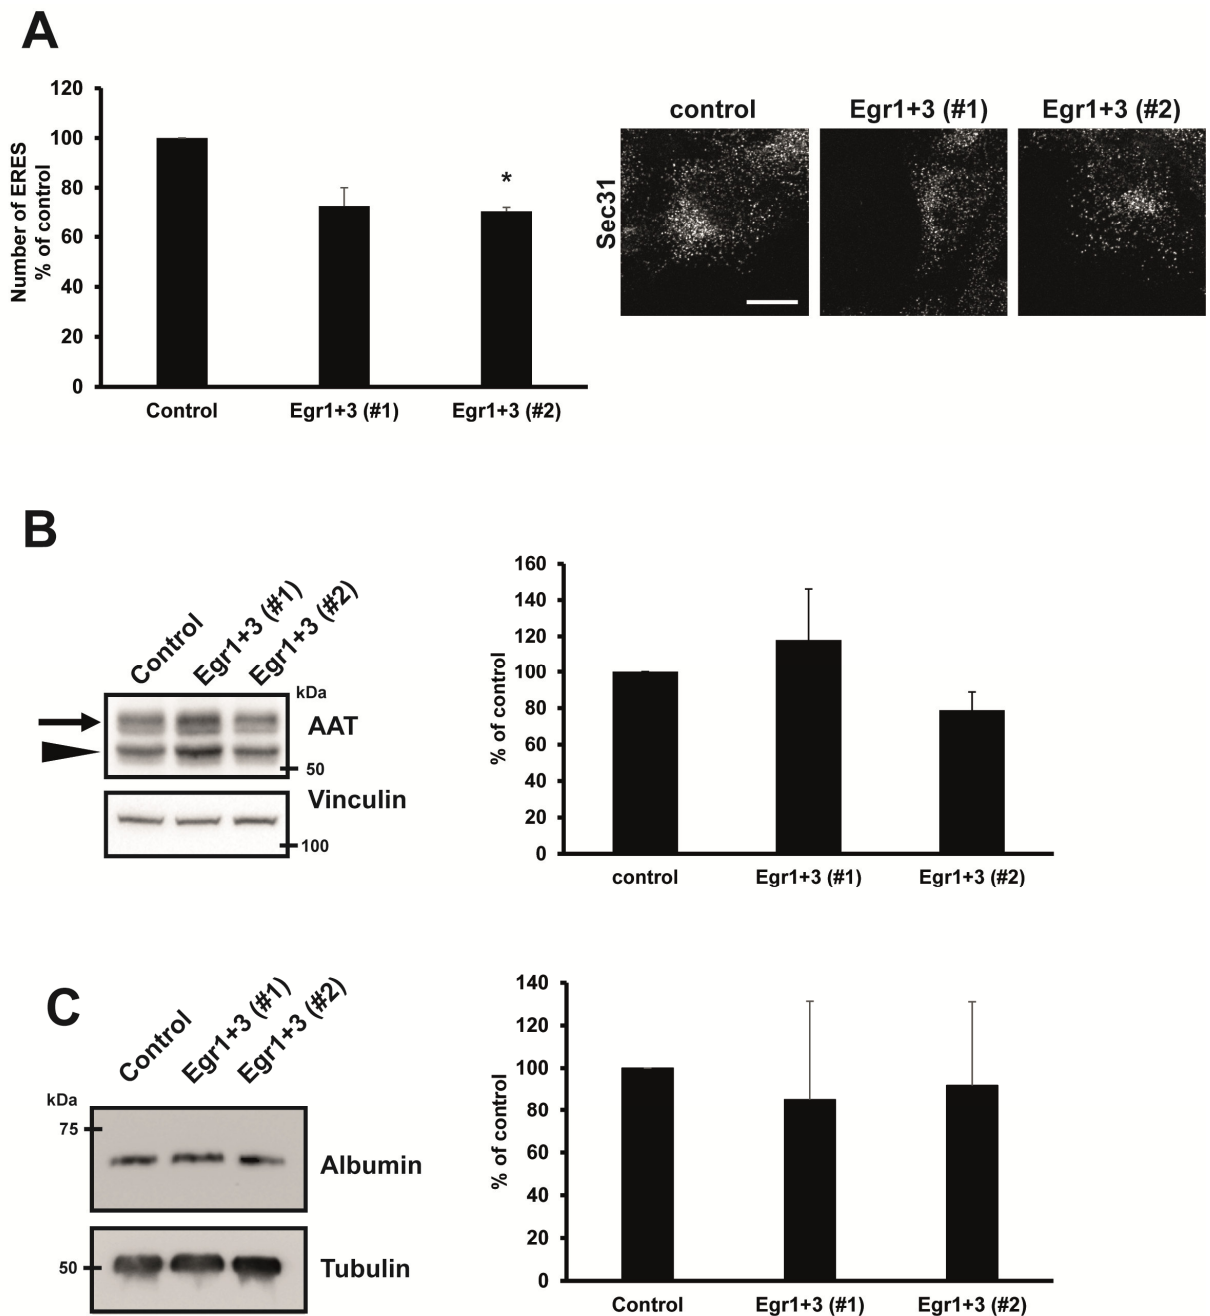 A
Number of ERES
% of control
120
100
80
60
40
20
0
*
Control
Egr1+3 (#1)
Egr1+3 (#2)
control
Egr1+3 (#1)
Egr1+3 (#2)
Sec31
B
Control
Egr1+3 (#1)
Egr1+3 (#2)
kDa
AAT
50
Vinculin
100
% of control
160
140
120
100
80
60
40
20
0
control
Egr1+3 (#1)
Egr1+3 (#2)
C
Control
Egr1+3 (#1)
Egr1+3 (#2)
kDa
75
Albumin
50
Tubulin
% of control
140
120
100
80
60
40
20
0
Control
Egr1+3 (#1)
Egr1+3 (#2)